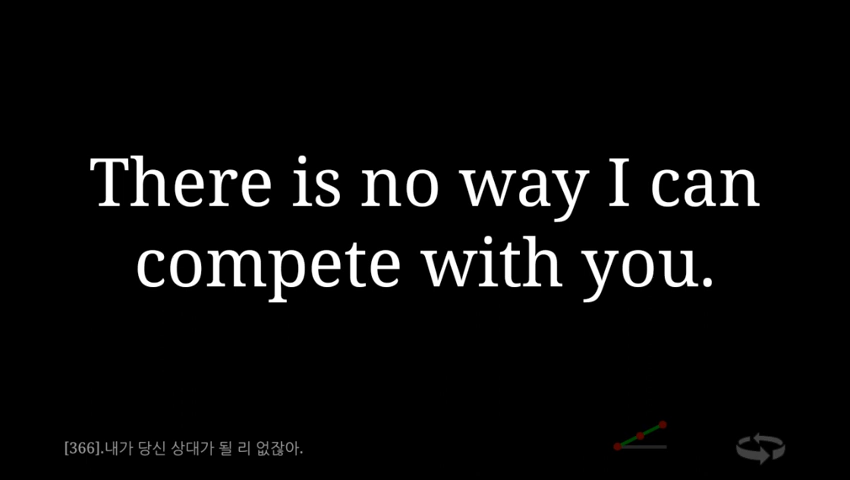 There is no way I can
compete with you.
[366].내가 당신 상대가 될 리 없잖아.